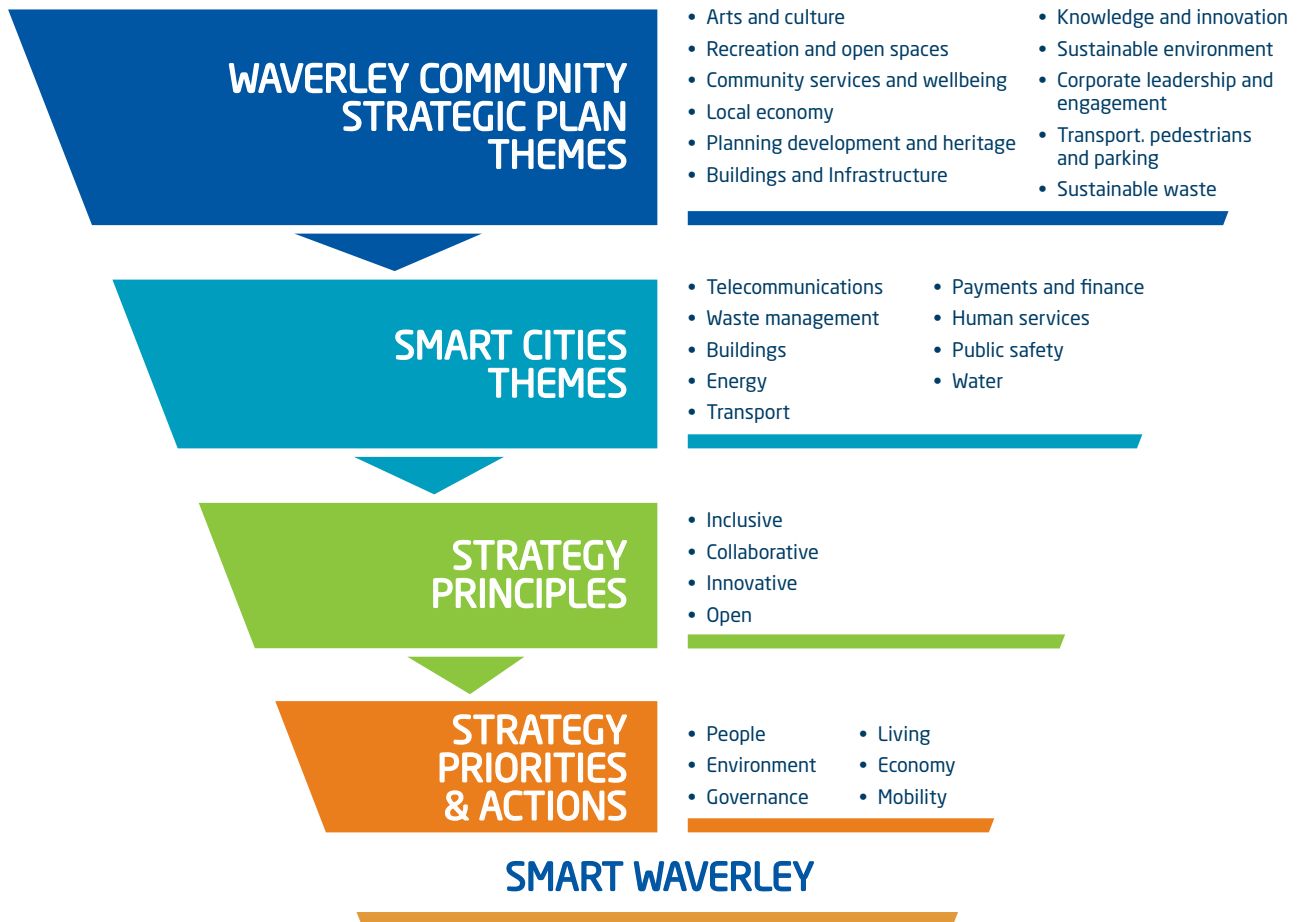 WAVERLEY COMMUNITY
STRATEGIC PLAN
THEMES
• Arts and culture
• Recreation and open spaces
• Community services and wellbeing
• Local economy
• Planning development and heritage
• Buildings and Infrastructure
• Knowledge and innovation
• Sustainable environment
• Corporate leadership and
engagement
• Transport. pedestrians
and parking
• Sustainable waste
SMART CITIES
THEMES
• Telecommunications
• Waste management
• Buildings
• Energy
• Transport
• Payments and finance
• Human services
• Public safety
• Water
STRATEGY
PRINCIPLES
• Inclusive
• Collaborative
• Innovative
• Open
STRATEGY
PRIORITIES
& ACTIONS
• People
• Environment
• Governance
• Living
• Economy
• Mobility
SMART WAVERLEY